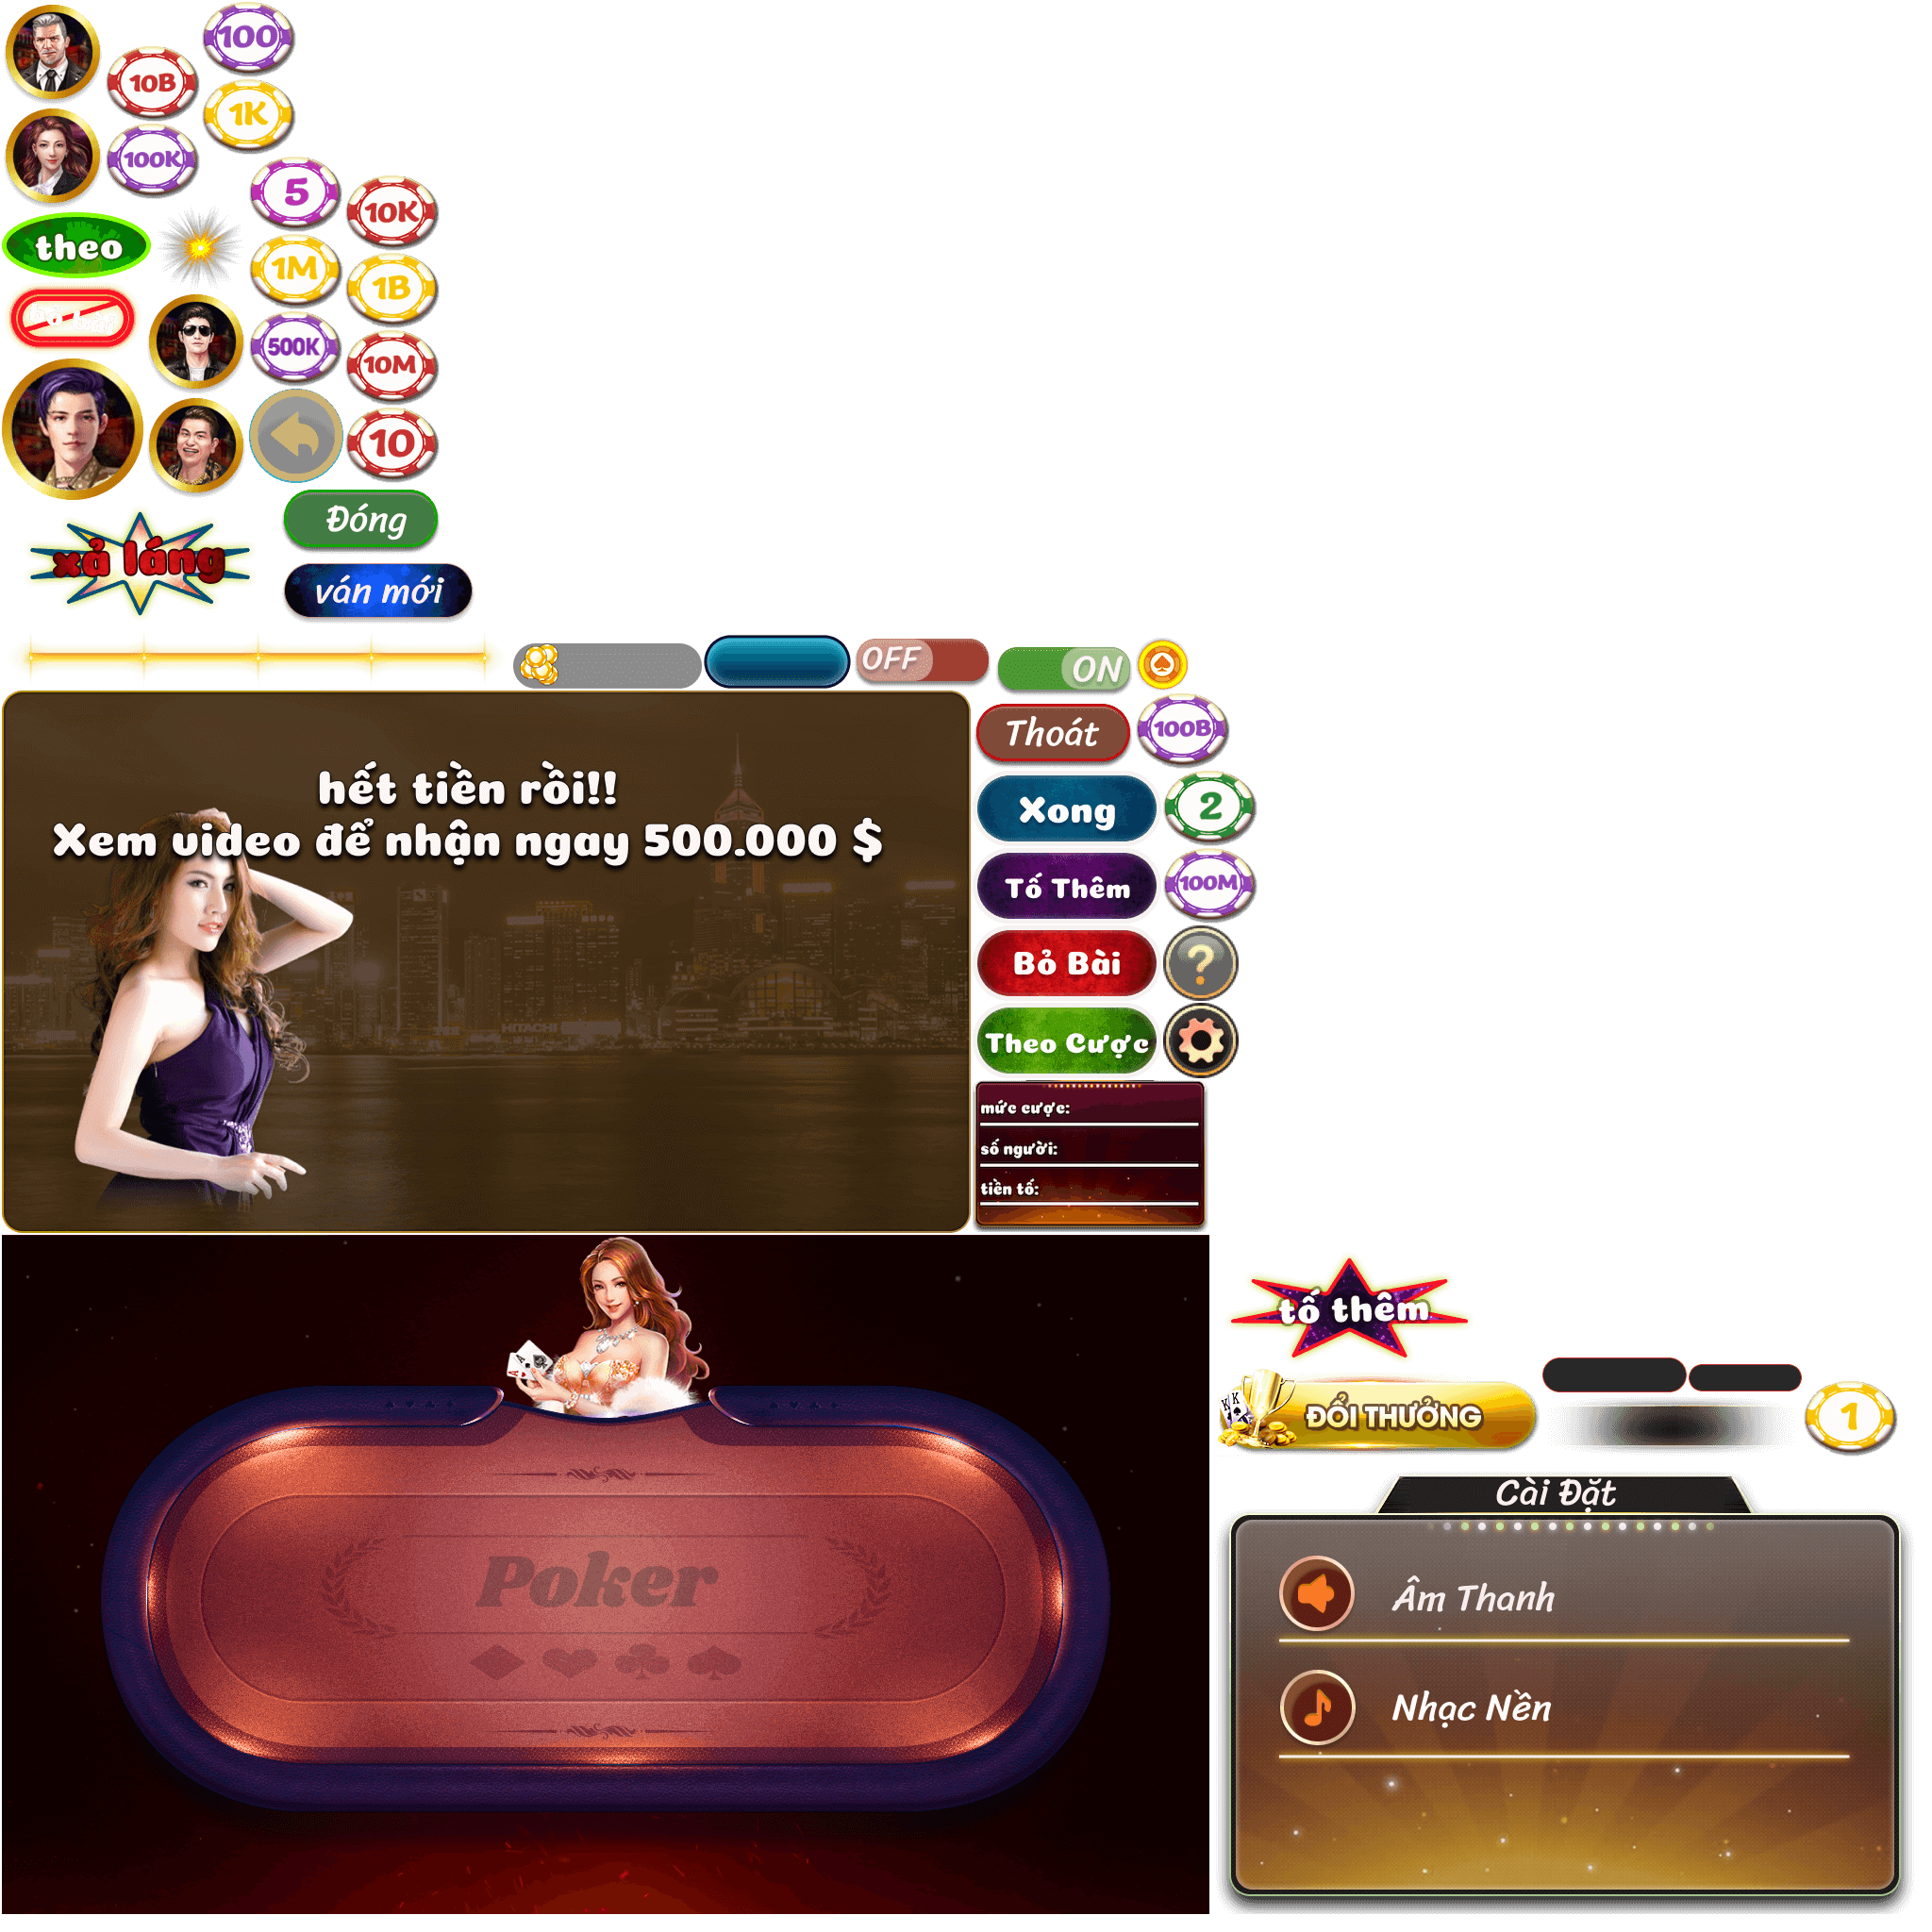 100
10B
1K
100K
5
10K
theo
1M
1B
500K
10M
10
Đóng
xả láng
ván mới
OFF
ON
Thoát
100B
hết tiền rồi!!
Xem video để nhận ngay 500.000 $
Xong
2
Tố Thêm
100M
Bỏ Bài
?
HITACHI
Theo Cược
mức cược:
số người:
tiền tố:
tố thêm
ĐỔI THƯỞNG
1
Cài Đặt
Poker
Âm Thanh
Nhạc Nền